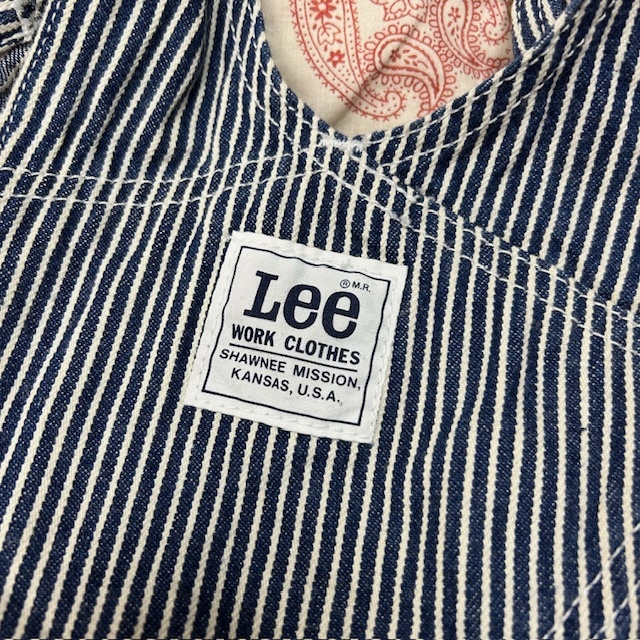 ® M.R.
Lee
WORK CLOTHES
SHAWNEE MISSION,
KANSAS, U.S.A.